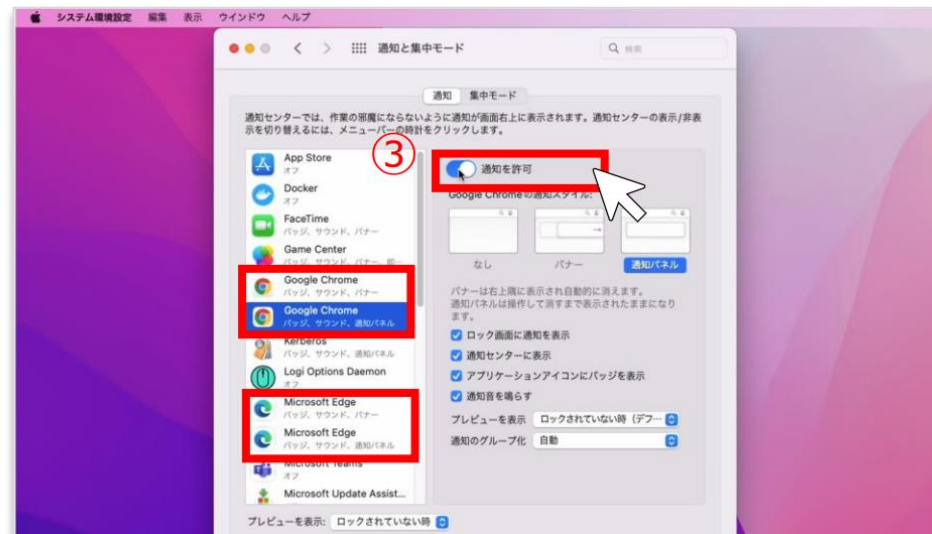 システム環境設定 編集 表示 ウインドウ ヘルプ
通知と集中モード
検索
通知 集中モード
通知センターでは、作業の邪魔にならないように通知が画面右上に表示されます。通知センターの表示/非表
示を切り替えるには、メニューバーの時計をクリックします。
③
App Store
オフ
Docker
オフ
FaceTime
バッジ、サウンド、バナー
Game Center
バッジ、サウンド、バナー、即…
Google Chrome
バッジ、サウンド、バナー
Google Chrome
バッジ、サウンド、通知パネル
Kerberos
バッジ、サウンド、通知パネル
Logi Options Daemon
オフ
Microsoft Edge
バッジ、サウンド、バナー
Microsoft Edge
バッジ、サウンド、通知パネル
Microsoft Teams
オフ
Microsoft Update Assist...
通知を許可
Google Chromeの通知スタイル:
なし バナー 通知パネル
バナーは右上隅に表示され自動的に消えます。
通知パネルは操作して消すまで表示されたままになり
ます。
ロック画面に通知を表示
通知センターに表示
アプリケーションアイコンにバッジを表示
通知音を鳴らす
プレビューを表示 ロックされていない時（デフ…
通知のグループ化 自動
プレビューを表示: ロックされていない時